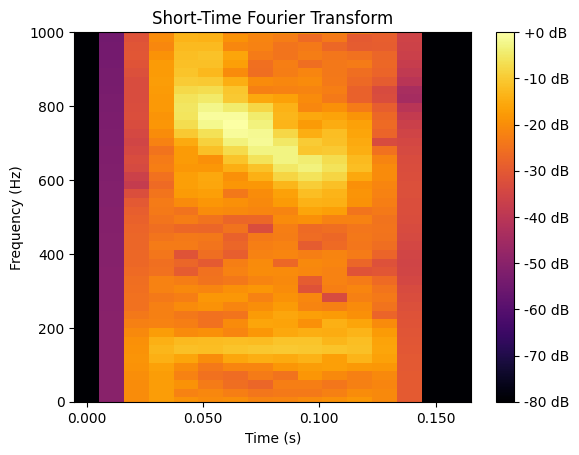 Short-Time Fourier Transform
1000
800
600
400
200
0
Frequency (Hz)
0.000
0.050
0.100
0.150
Time (s)
+0 dB
-10 dB
-20 dB
-30 dB
-40 dB
-50 dB
-60 dB
-70 dB
-80 dB